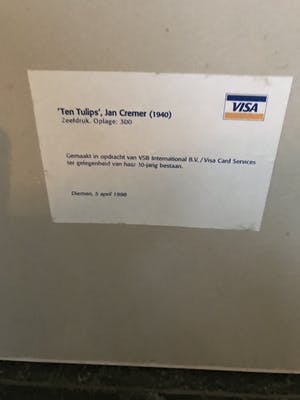 VISA
'Ten Tulips', Jan Cremer (1940)
Zeefdruk. Oplage: 300
Gemaakt in opdracht van VSB International B.V./Visa Card Services
ter gelegenheid van haar 10-jarig bestaan.
Diemen, 5 april 1998